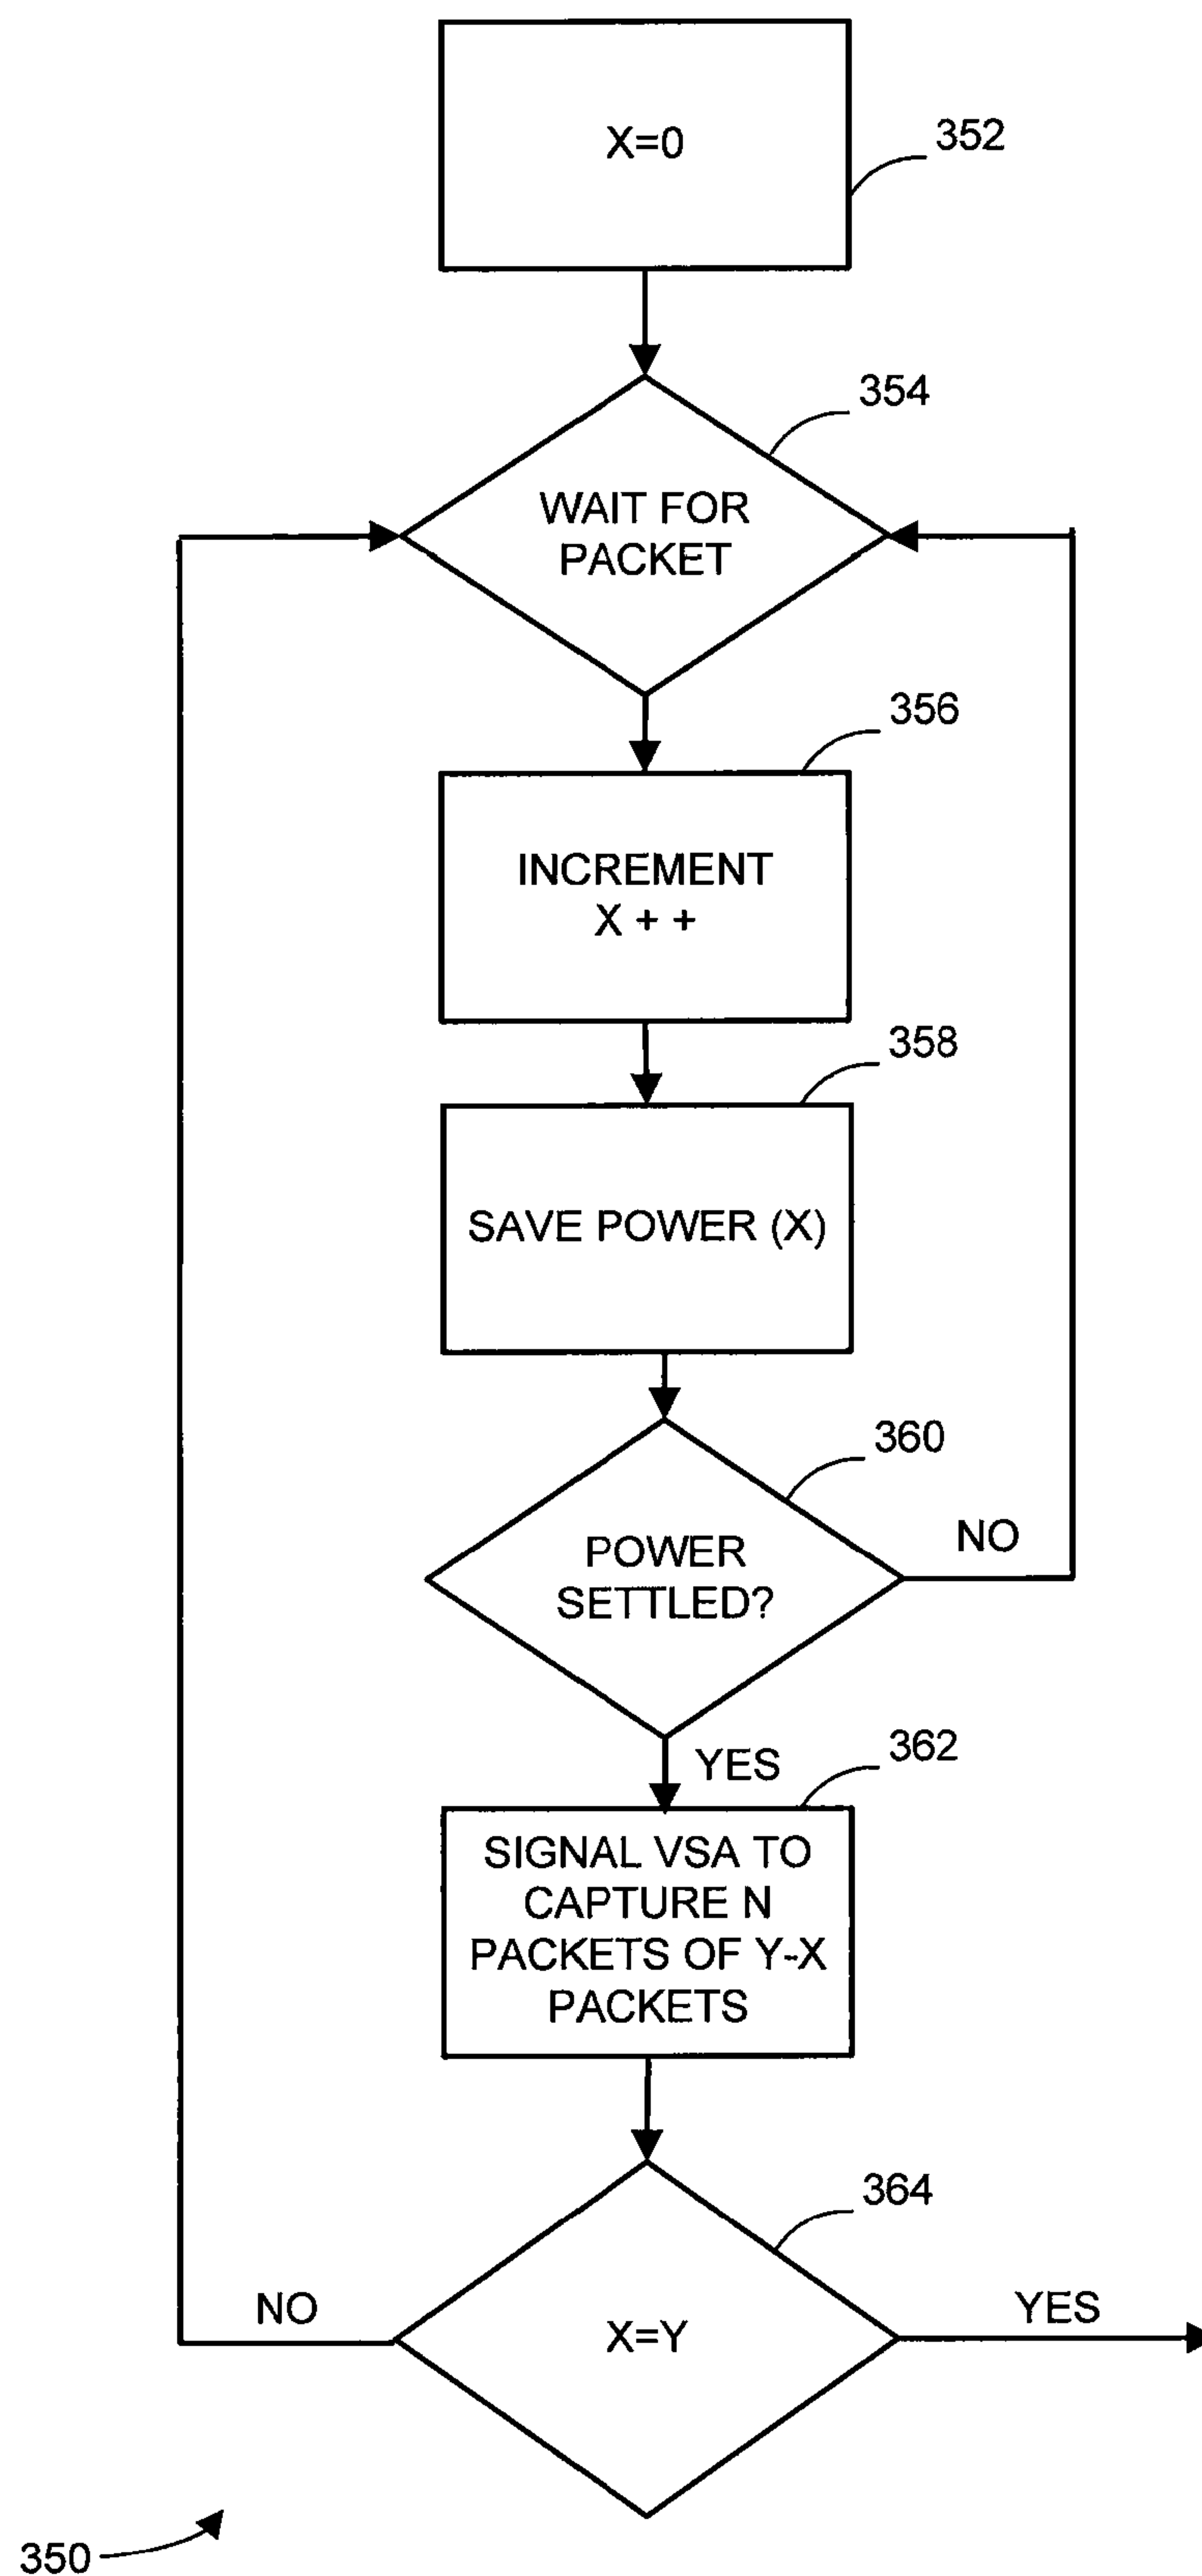 X=0
352
354
WAIT FOR
PACKET
356
INCREMENT
X + +
358
SAVE POWER (X)
360
POWER
SETTLED?
NO
YES
362
SIGNAL VSA TO
CAPTURE N
PACKETS OF Y-X
PACKETS
364
NO
X=Y
YES
350